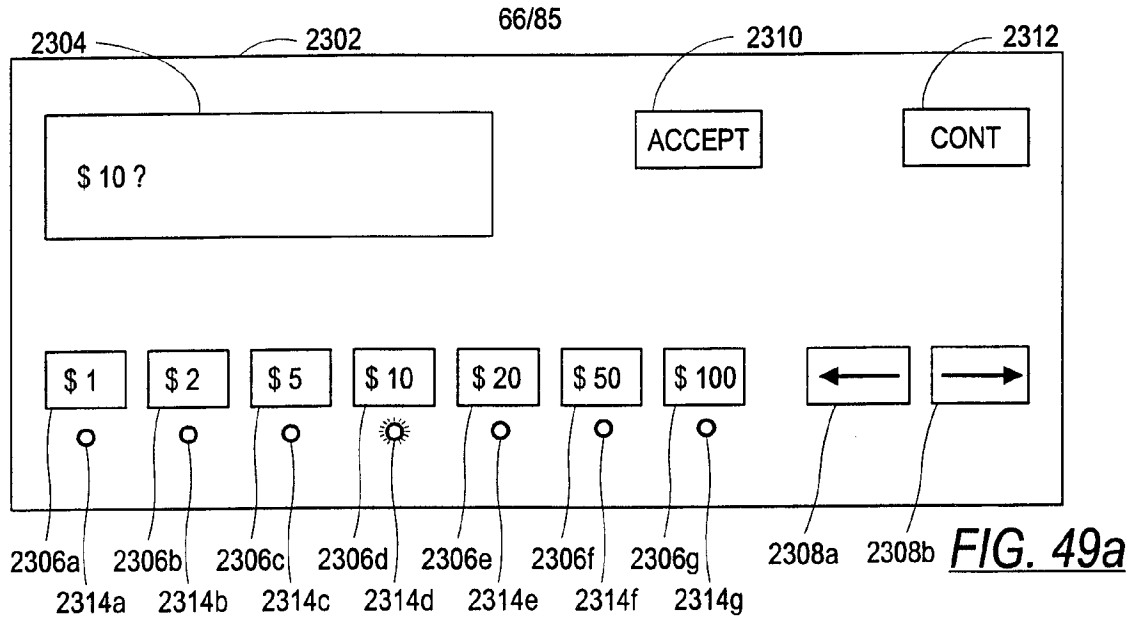 66/85
2304 2302 2310 2312
$ 10 ?
ACCEPT CONT
$ 1 $ 2 $ 5 $ 10 $ 20 $ 50 $ 100
2306a 2306b 2306c 2306d 2306e 2306f 2306g 2308a 2308b FIG. 49a
2314a 2314b 2314c 2314d 2314e 2314f 2314g